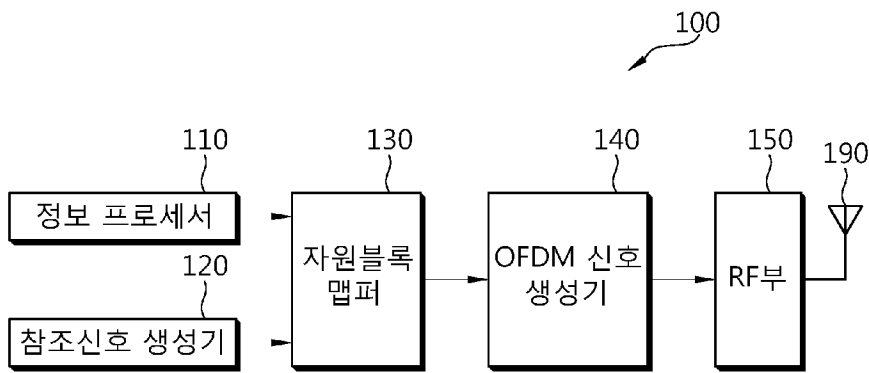 100
110
130
140
150
190
정보 프로세서
120
참조신호 생성기
자원블록
맵퍼
OFDM 신호
생성기
RF부